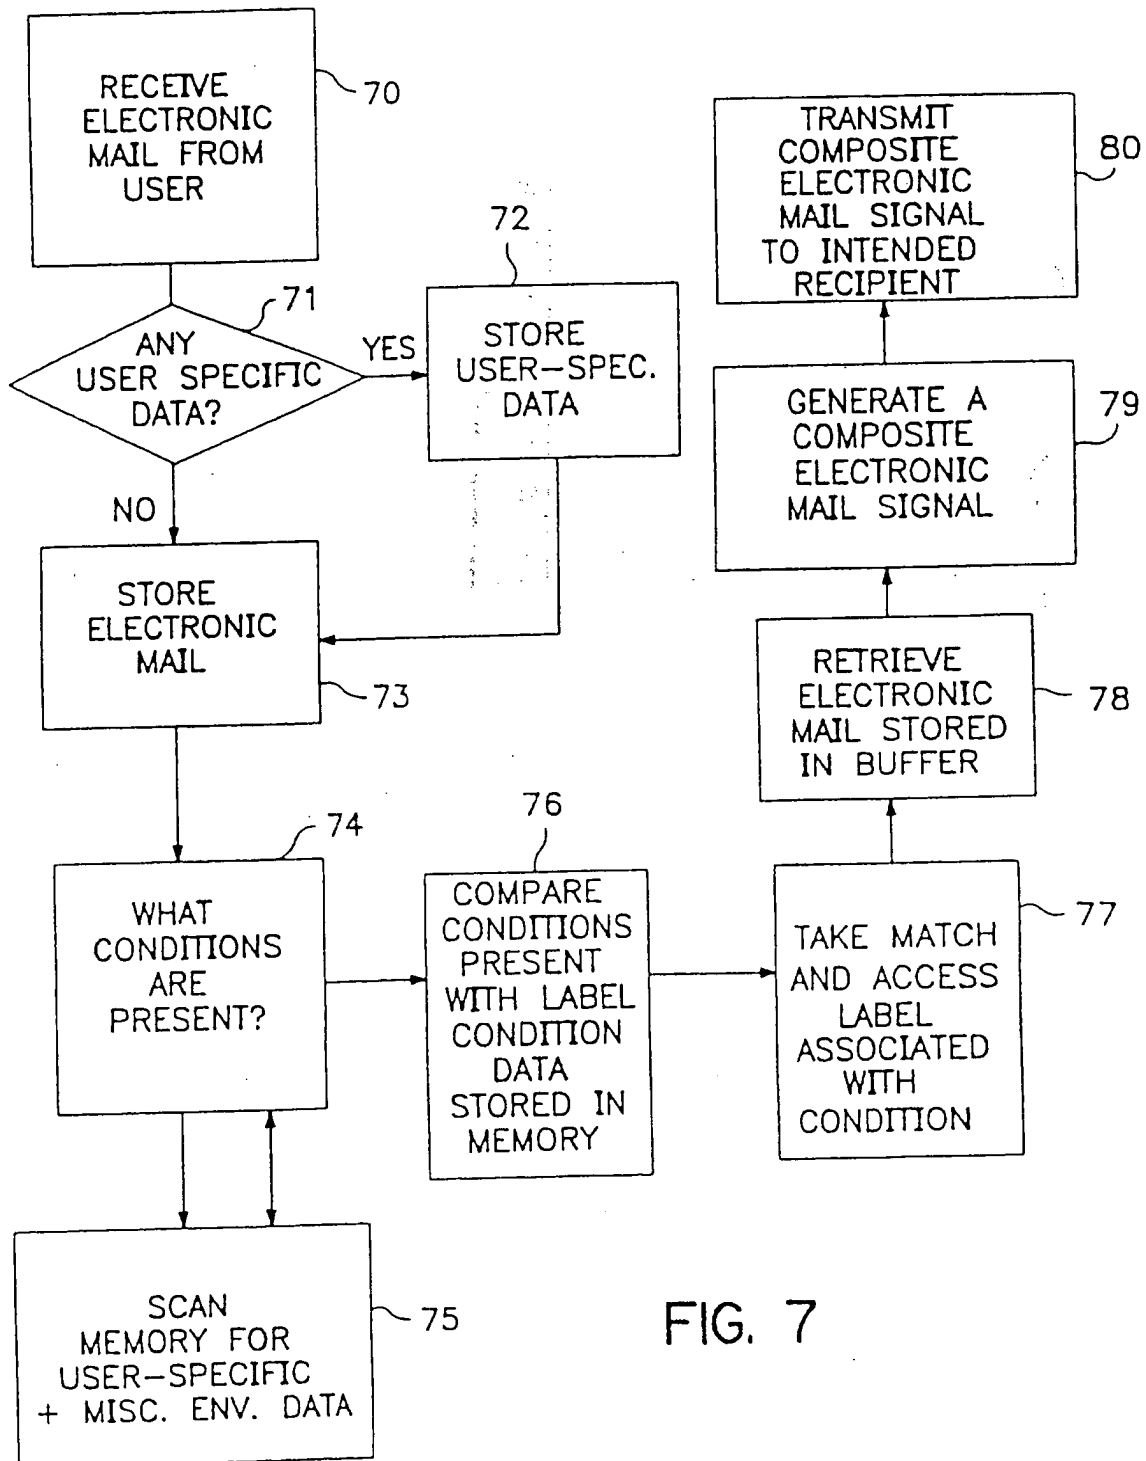 RECEIVE
ELECTRONIC
MAIL FROM
USER
70
71
ANY
USER SPECIFIC
DATA?
YES
NO
72
STORE
USER-SPEC.
DATA
STORE
ELECTRONIC
MAIL
73
74
WHAT
CONDITIONS
ARE
PRESENT?
SCAN
MEMORY FOR
USER-SPECIFIC
+ MISC. ENV. DATA
75
76
COMPARE
CONDITIONS
PRESENT
WITH LABEL
CONDITION
DATA
STORED IN
MEMORY
TAKE MATCH
AND ACCESS
LABEL
ASSOCIATED
WITH
CONDITION
77
RETRIEVE
ELECTRONIC
MAIL STORED
IN BUFFER
78
GENERATE A
COMPOSITE
ELECTRONIC
MAIL SIGNAL
79
TRANSMIT
COMPOSITE
ELECTRONIC
MAIL SIGNAL
TO INTENDED
RECIPIENT
80
FIG. 7